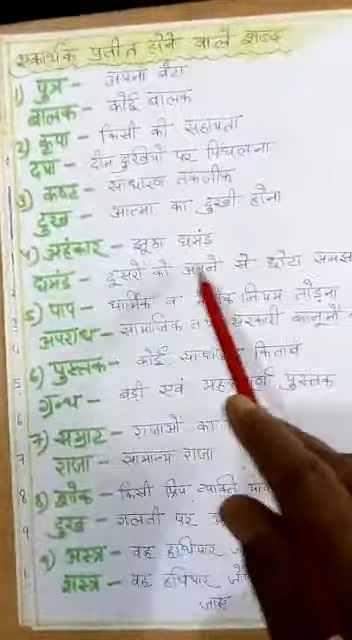 एकार्थक प्रतीत होने वाले शब्द
1) पुत्र - अपना बेटा
बालक - कोई बालक
2) कृपा - किसी की सहायता
दया - दीन दुखियों पर पिघलना
3) कष्ट - साधारण तकलीफ
दुख - आत्मा का दुखी होना
4) अहंकार - झूठा घमंड
घमंड - दूसरों को अपने से छोटा समझ
5) पाप - धार्मिक व नियम तोड़ना
अपराध - सामाजिक सरकारी कानूनों
6) पुस्तक - कोई किताब
ग्रन्थ - बडी एवं पुस्तक
7) सम्राट - राजाओं का
राजा - सामान्य राजा
8) किसी प्रिय व्यक्ति
गलती पर
9) अस्त्र - वह हथियार
शस्त्र - वह हथियार जो
जाए